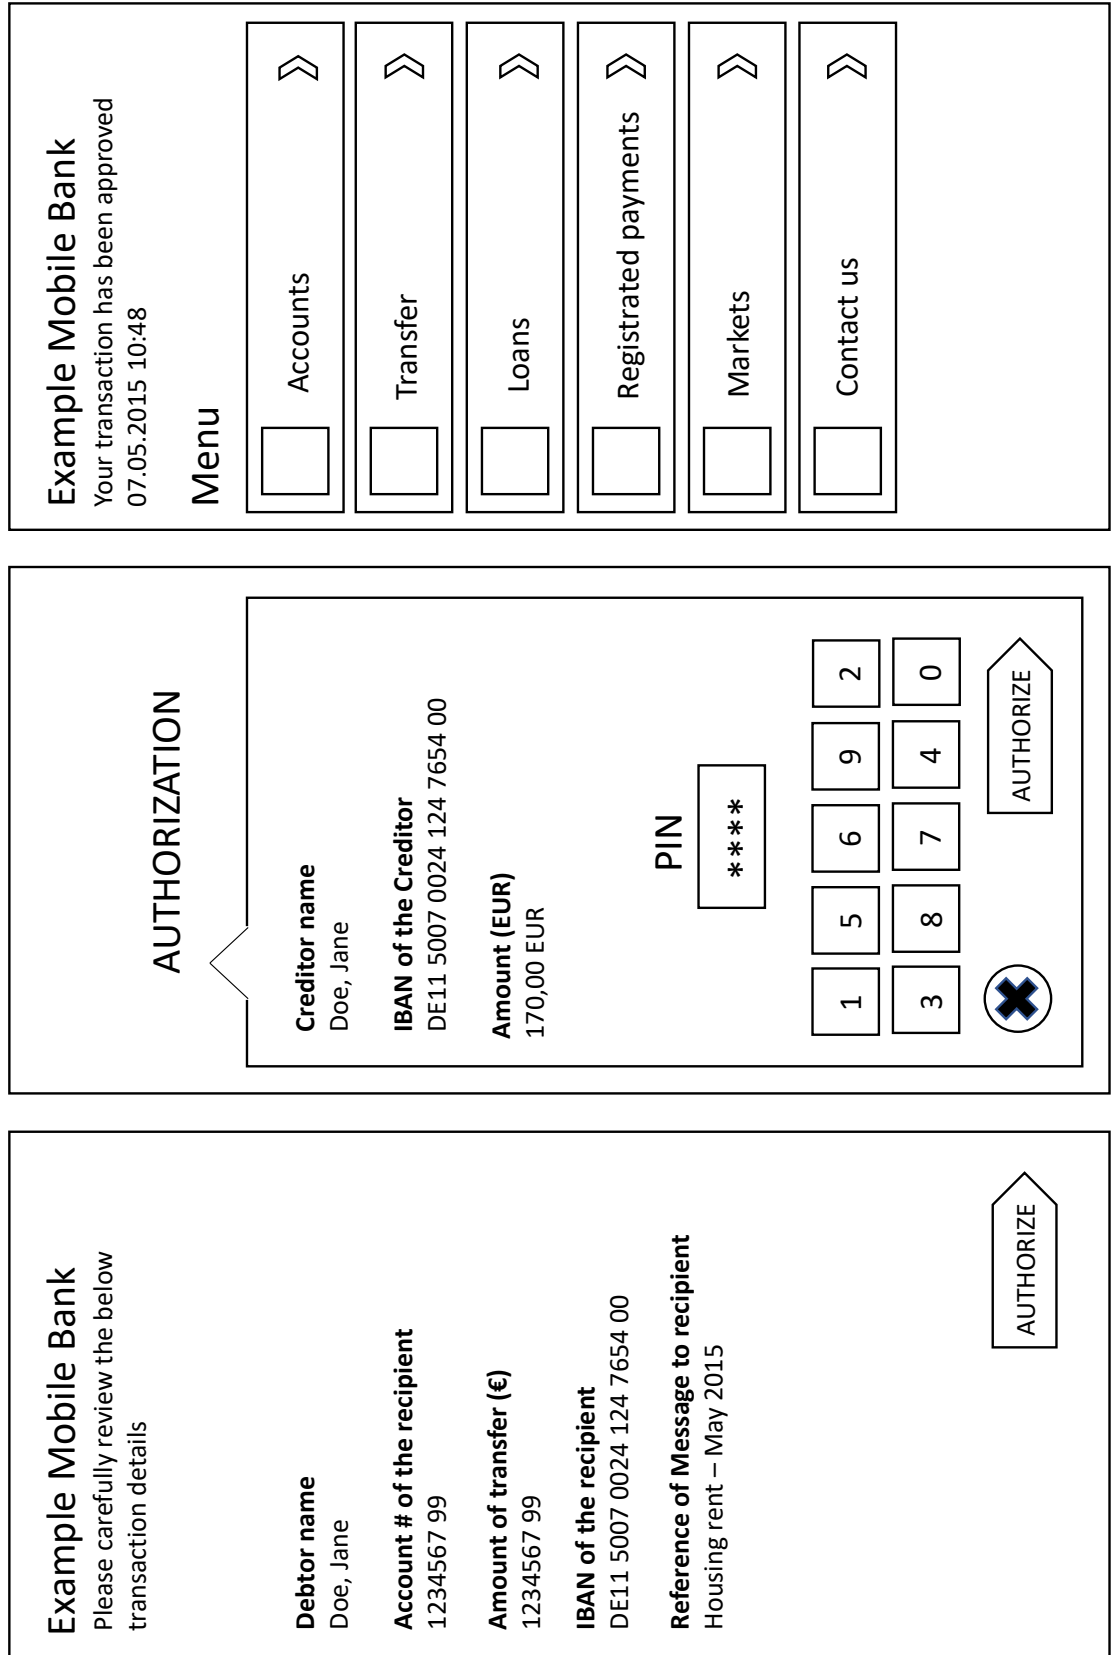 Example Mobile Bank
Please carefully review the below
transaction details
Debtor name
Doe, Jane
Account # of the recipient
1234567 99
Amount of transfer (€)
1234567 99
IBAN of the recipient
DE11 5007 0024 124 7654 00
Reference of Message to recipient
Housing rent – May 2015
AUTHORIZE
AUTHORIZATION
Creditor name
Doe, Jane
IBAN of the Creditor
DE11 5007 0024 124 7654 00
Amount (EUR)
170,00 EUR
PIN
****
1 5 6 9 2
3 8 7 4 0
AUTHORIZE
Example Mobile Bank
Your transaction has been approved
07.05.2015 10:48
Menu
Accounts
Transfer
Loans
Registrated payments
Markets
Contact us